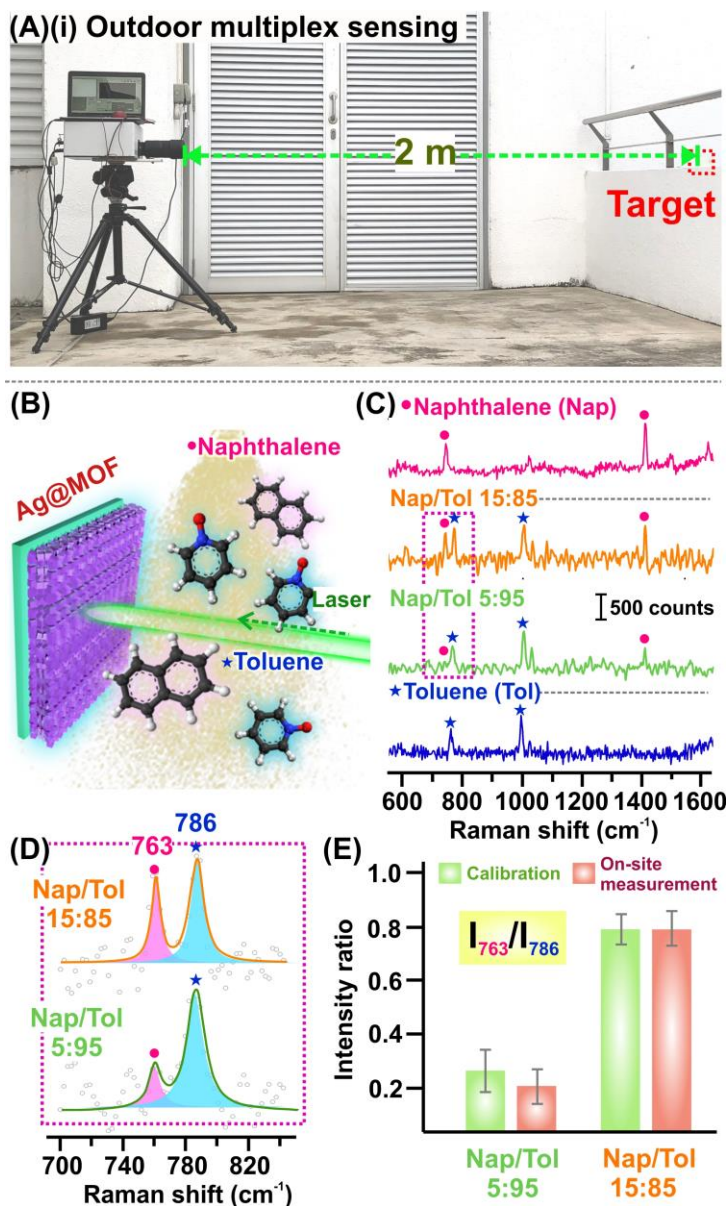 (A)(i) Outdoor multiplex sensing
2 m
Target
(B)
•Naphthalene
Ag@MOF
Laser
★Toluene
(C)
•Naphthalene (Nap)
Nap/Tol 15:85
Nap/Tol 5:95
500 counts
★Toluene (Tol)
600 800 1000 1200 1400 1600
Raman shift (cm⁻¹)
(D)
786
763
Nap/Tol
15:85
Nap/Tol
5:95
700 740 780 820
Raman shift (cm⁻¹)
(E)
Calibration
On-site
measurement
I763/I786
Intensity ratio
1.0
0.8
0.6
0.4
0.2
Nap/Tol
5:95
Nap/Tol
15:85